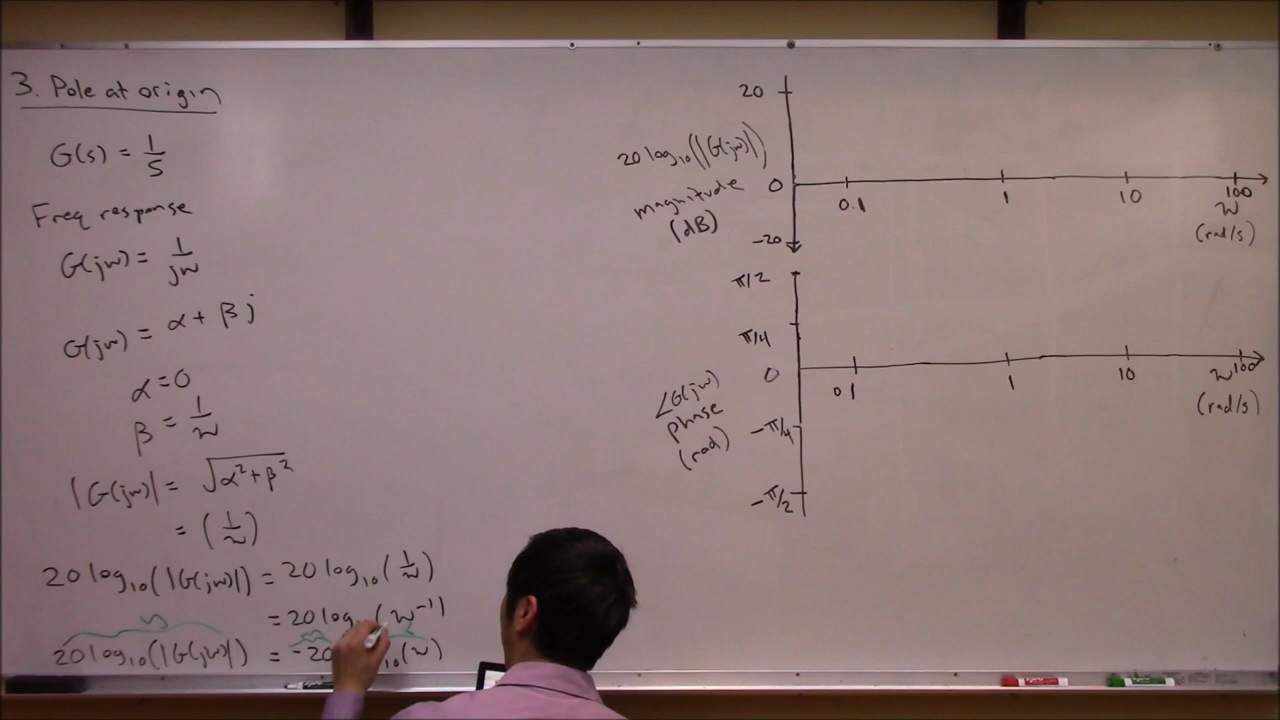 3. Pole at origin
G(s) = 1/s
Freq response
G(jω) = 1/jω
G(jω) = α + βj
α = 0
β = 1/ω
|G(jω)| = √α² + β²
= (1/ω)
20 log₁₀(|G(jω)|) = 20 log₁₀(1/ω)
= 20 log (ω⁻¹)
20 log₁₀(|G(jω)|) = -20 ₁₀(ω)
20
20 log₁₀(|G(jω)|)
magnitude
(dB)
0
-20
0.1
1
10
100
ω
(rad/s)
π/2
π/4
0
-π/4
-π/2
∠G(jω)
phase
(rad)
0.1
1
10
ω 100
(rad/s)